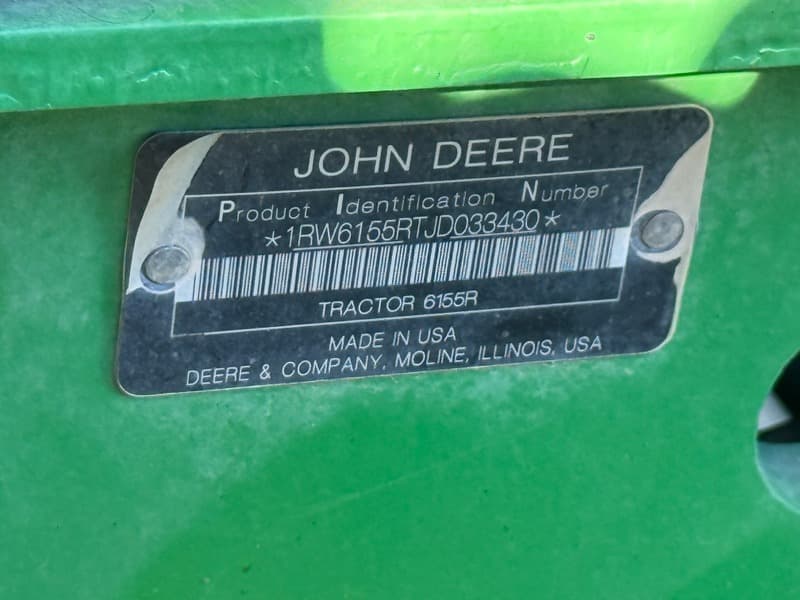 JOHN DEERE
Product Identification Number
*1RW6155RTJD033430*
TRACTOR 6155R
MADE IN USA
DEERE & COMPANY, MOLINE, ILLINOIS, USA